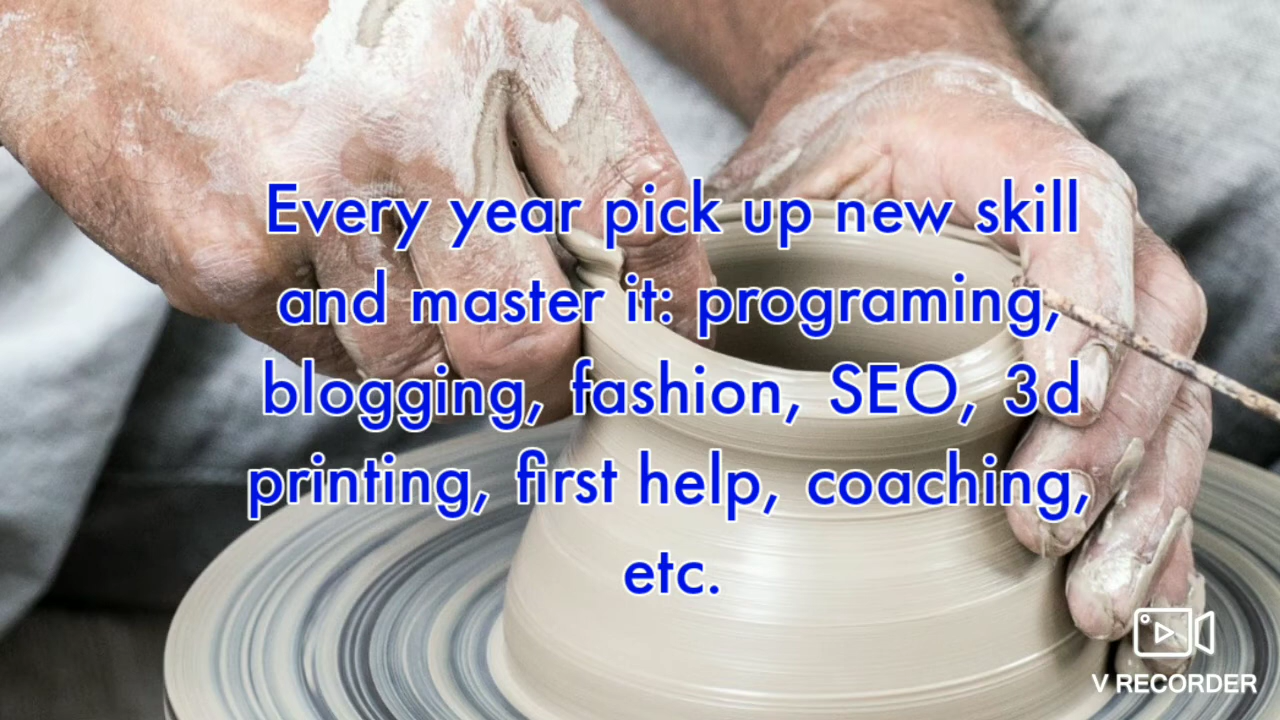 Every year pick up new skill
and master it: programing,
blogging, fashion, SEO, 3d
printing, first help, coaching,
etc.
V RECORDER